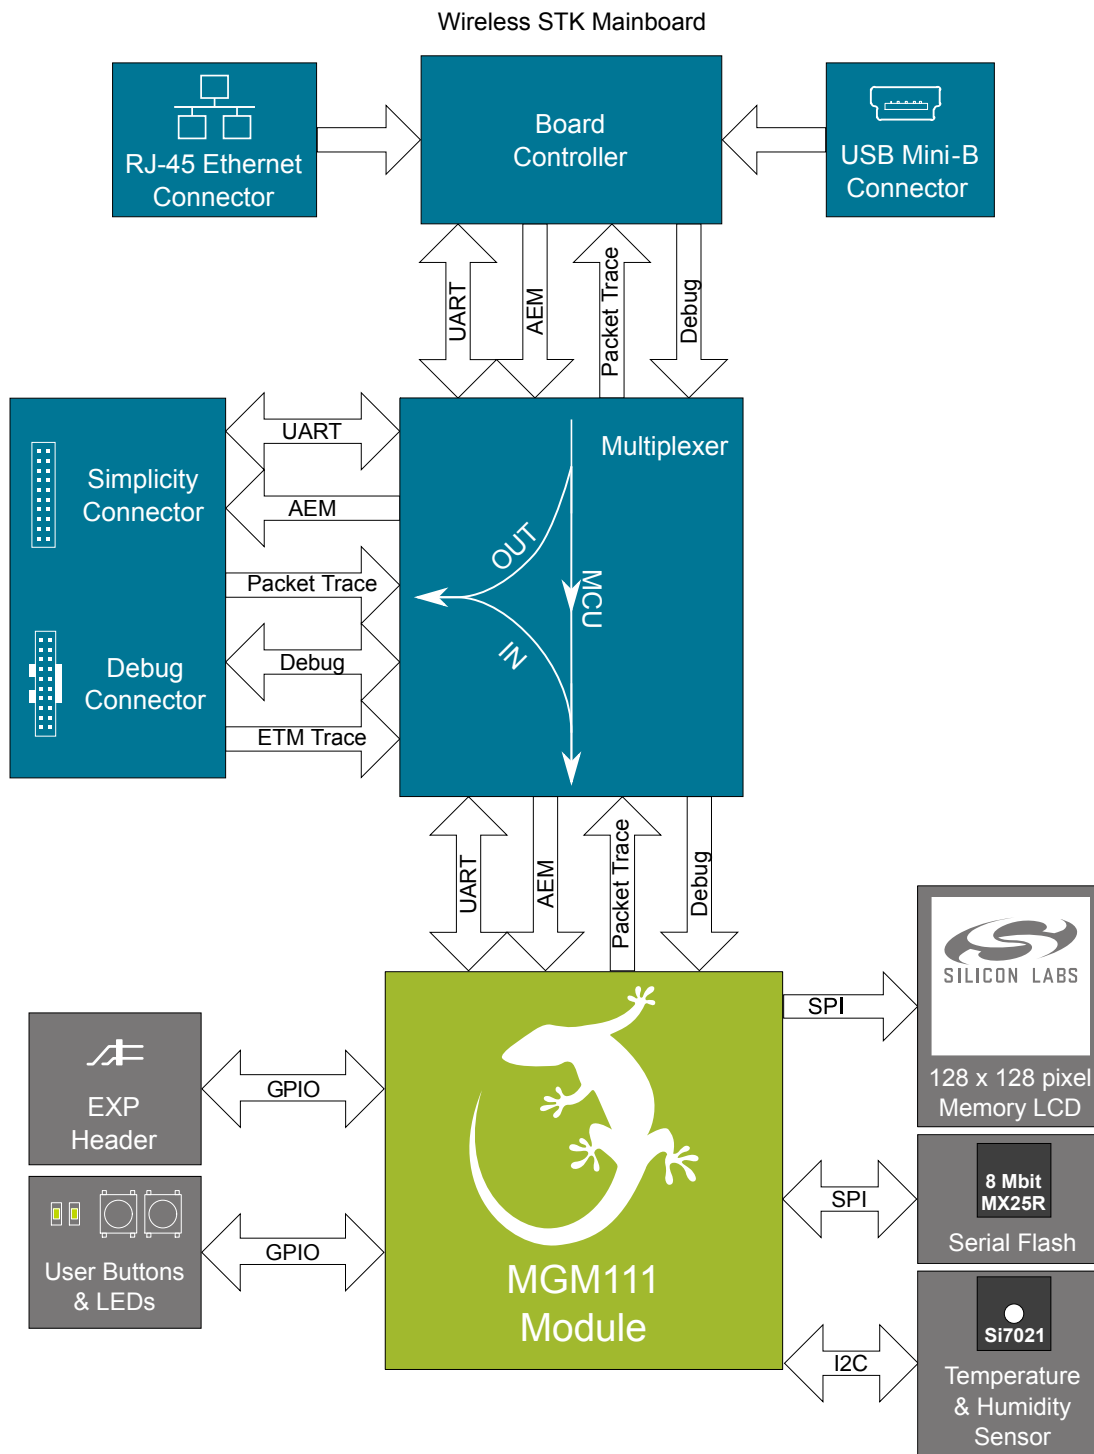 Wireless STK Mainboard
RJ-45 Ethernet
Connector
Board
Controller
USB Mini-B
Connector
UART
AEM
Packet Trace
Debug
Simplicity
Connector
Debug
Connector
UART
AEM
Packet Trace
Debug
ETM Trace
Multiplexer
OUT
MCU
IN
UART
AEM
Packet Trace
Debug
EXP
Header
GPIO
User Buttons
& LEDs
GPIO
MGM111
Module
SPI
SILICON LABS
128 x 128 pixel
Memory LCD
SPI
8 Mbit
MX25R
Serial Flash
I2C
Si7021
Temperature
& Humidity
Sensor